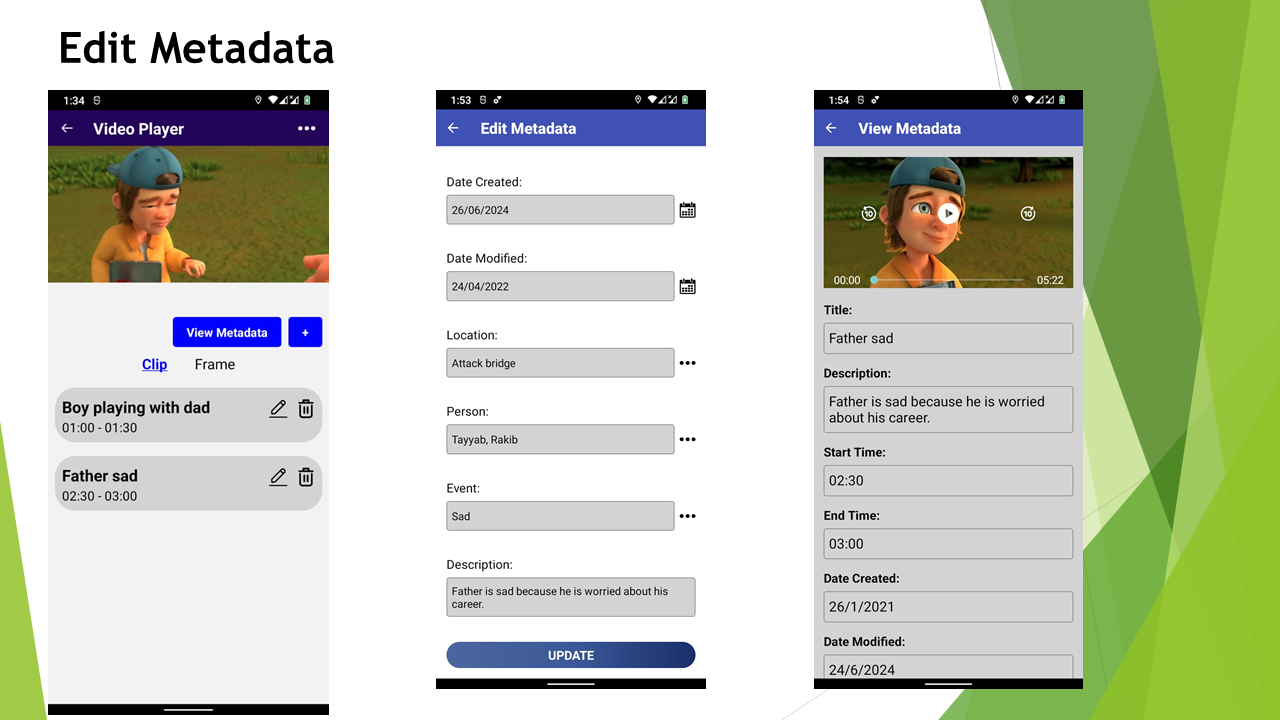 Edit Metadata
1:34
Video Player
View Metadata
+
Clip
Frame
Boy playing with dad
01:00 - 01:30
Father sad
02:30 - 03:00
1:53
Edit Metadata
Date Created:
26/06/2024
Date Modified:
24/04/2022
Location:
Attack bridge
Person:
Tayyab, Rakib
Event:
Sad
Description:
Father is sad because he is worried about his
career.
UPDATE
1:54
View Metadata
10
10
00:00
05:22
Title:
Father sad
Description:
Father is sad because he is worried
about his career.
Start Time:
02:30
End Time:
03:00
Date Created:
26/1/2021
Date Modified:
24/6/2024